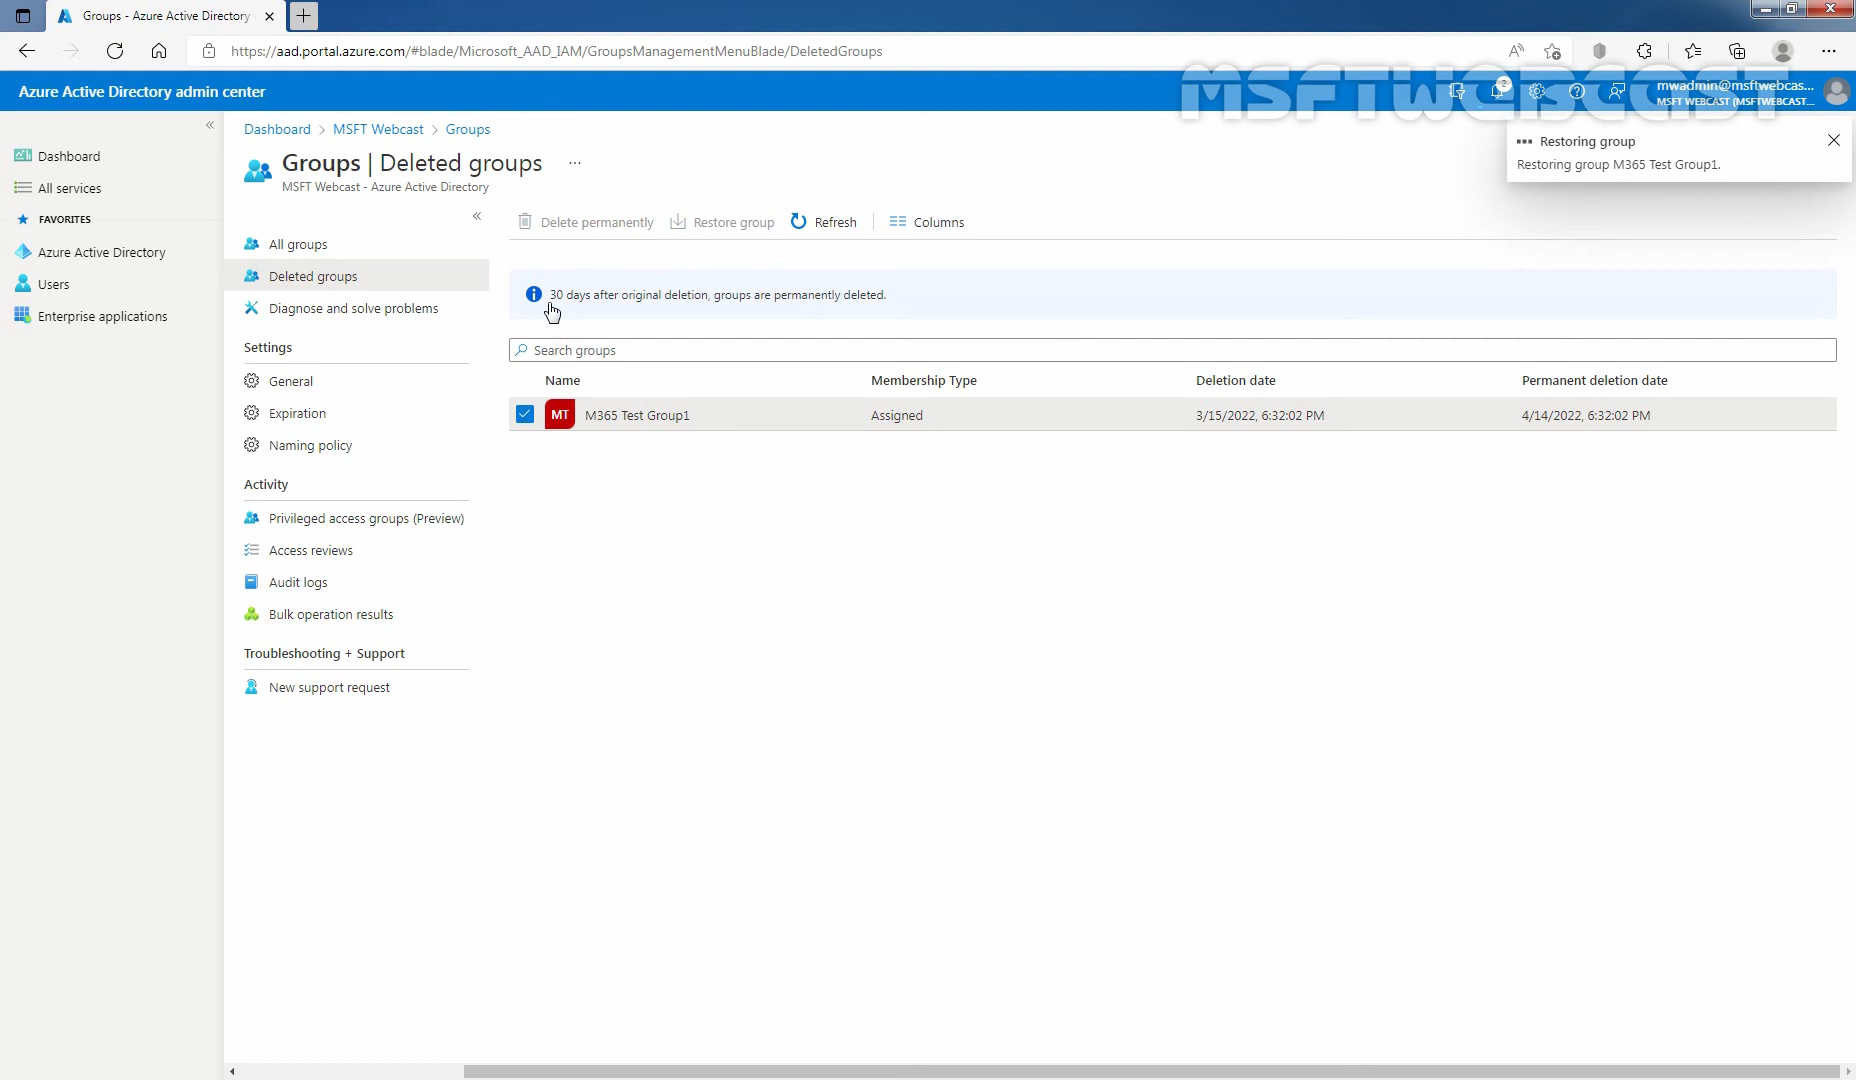 Groups - Azure Active Directory
https://aad.portal.azure.com/#blade/Microsoft_AAD_IAM/GroupsManagementMenuBlade/DeletedGroups
MSFTWEBCAST
Azure Active Directory admin center
2
mwadmin@msftwebcas...
MSFT WEBCAST (MSFTWEBCAST....
Dashboard
All services
FAVORITES
Azure Active Directory
Users
Enterprise applications
Dashboard > MSFT Webcast > Groups
Groups | Deleted groups ...
MSFT Webcast - Azure Active Directory
Restoring group
Restoring group M365 Test Group1.
All groups
Deleted groups
Diagnose and solve problems
Settings
General
Expiration
Naming policy
Activity
Privileged access groups (Preview)
Access reviews
Audit logs
Bulk operation results
Troubleshooting + Support
New support request
Delete permanently Restore group Refresh Columns
30 days after original deletion, groups are permanently deleted.
Search groups
Name Membership Type Deletion date Permanent deletion date
MT M365 Test Group1 Assigned 3/15/2022, 6:32:02 PM 4/14/2022, 6:32:02 PM